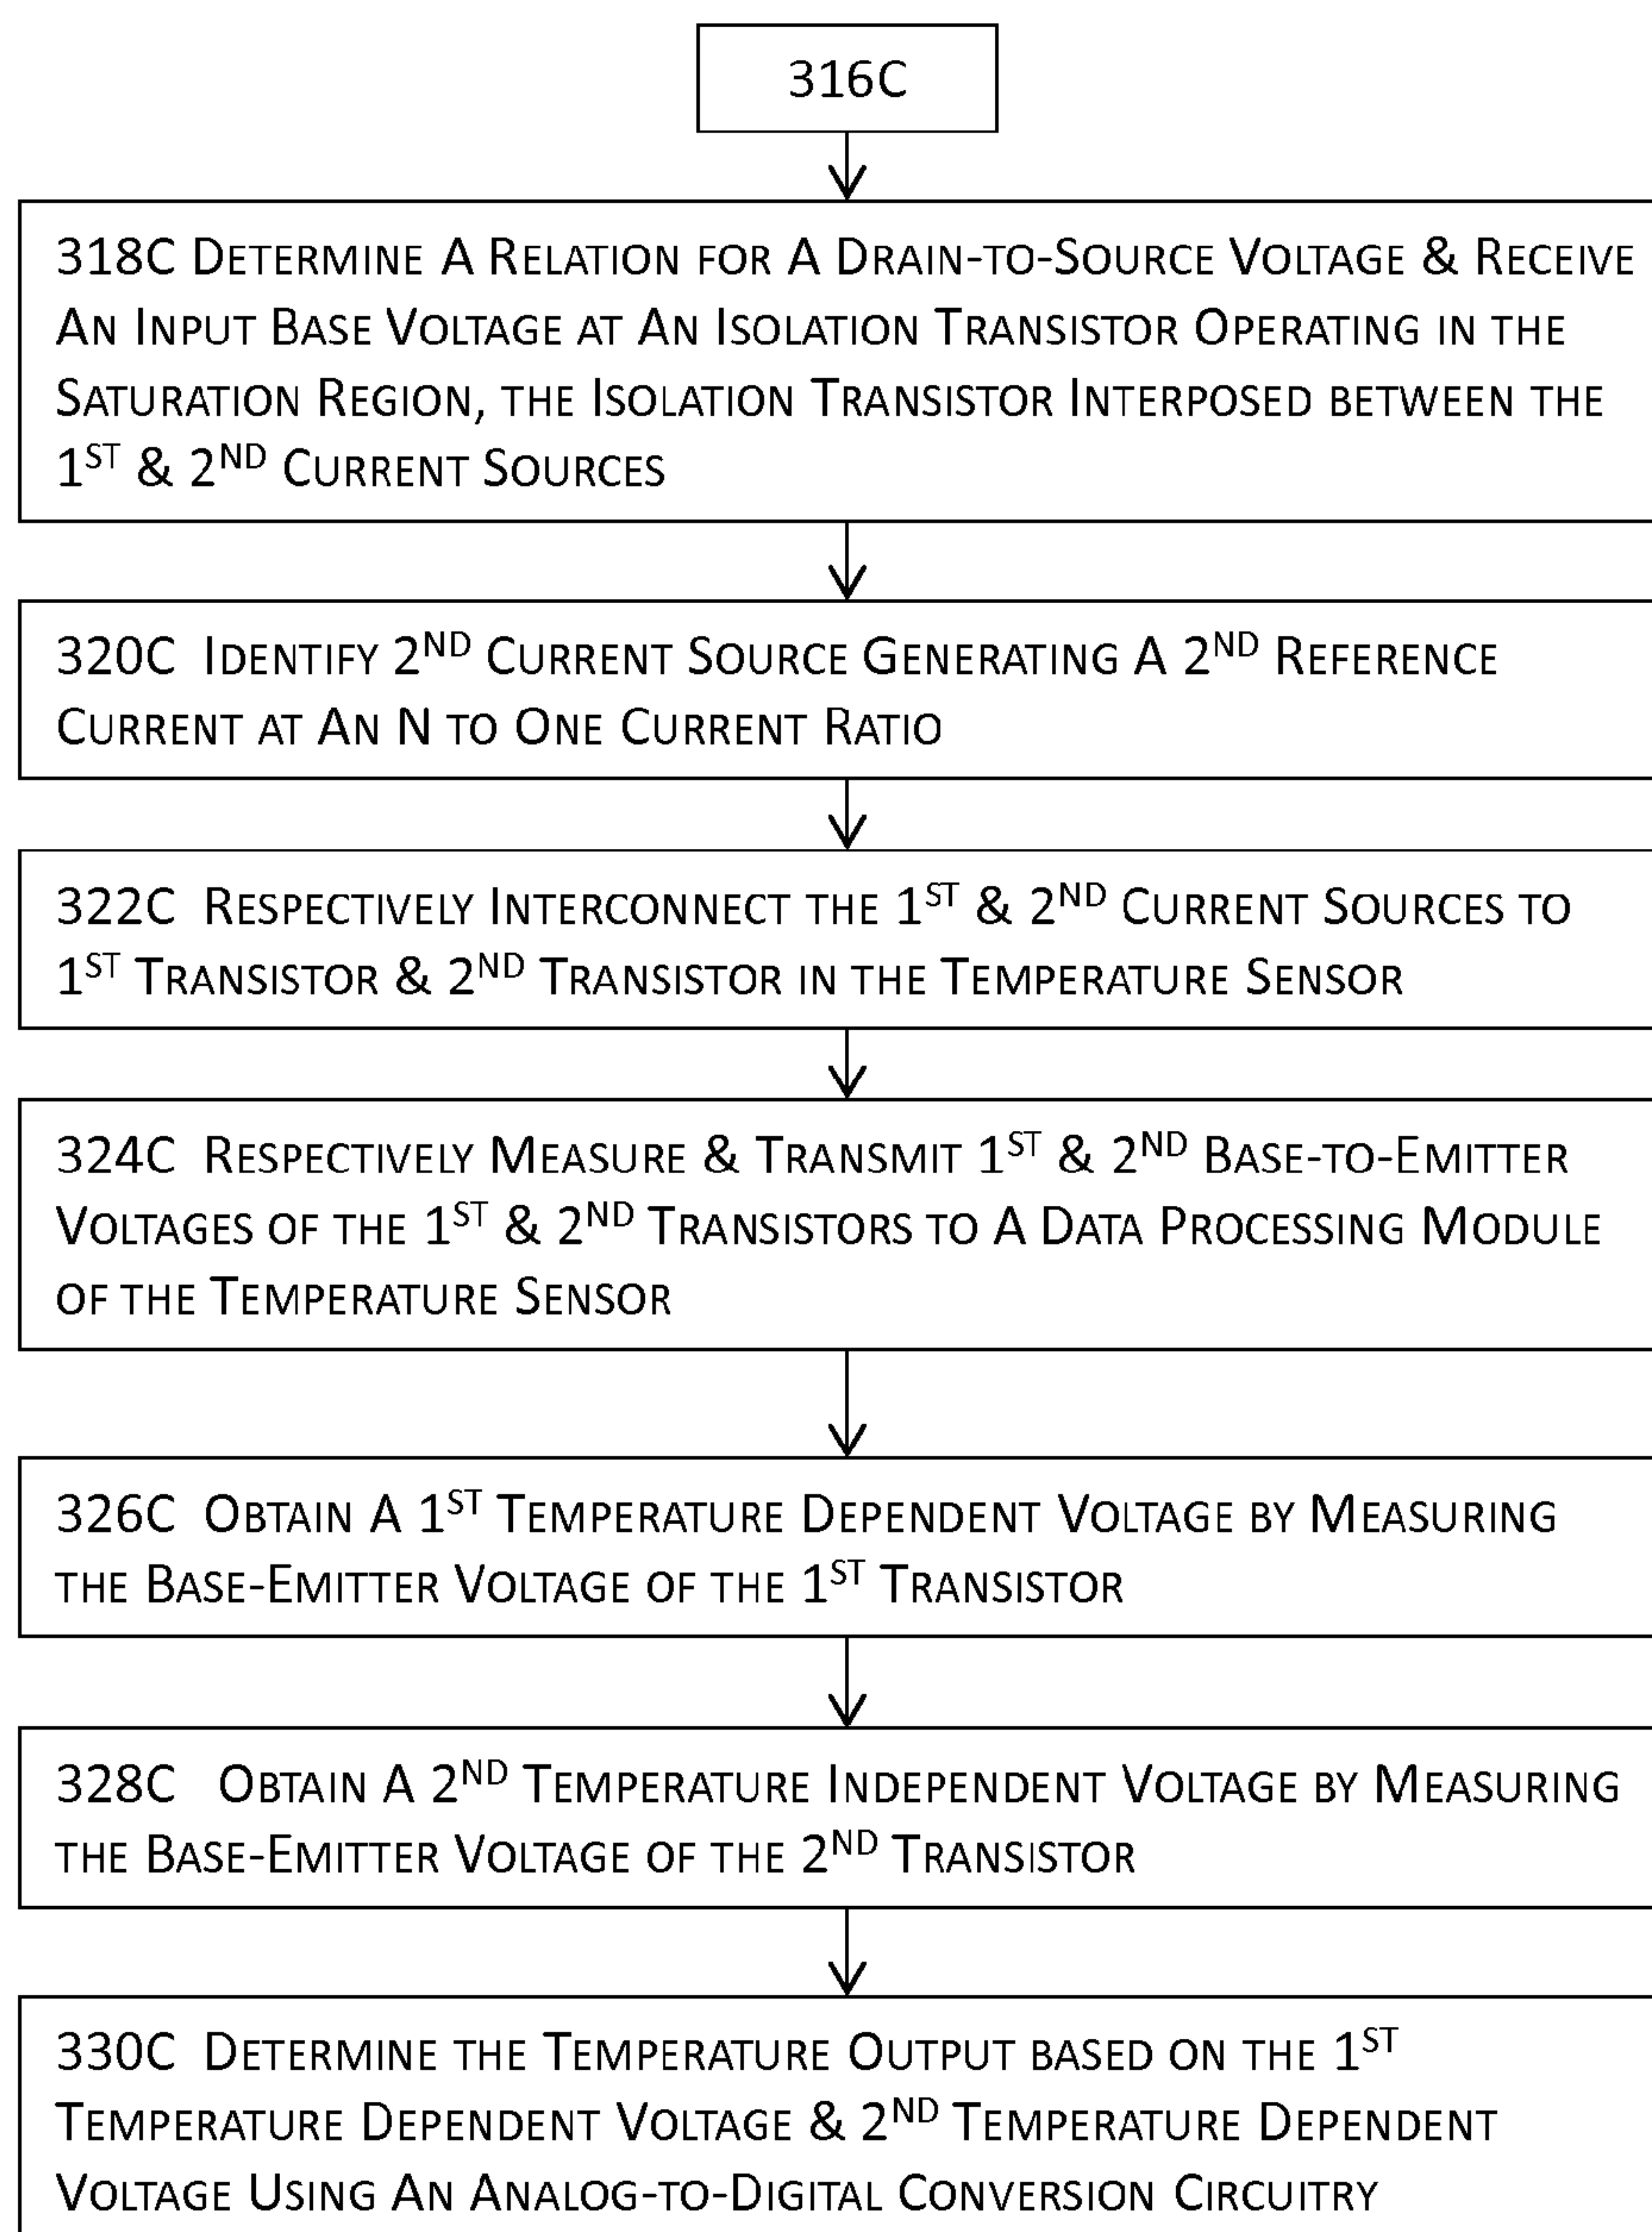 316C
318C Determine A Relation for A Drain-to-Source Voltage & Receive
An Input Base Voltage at An Isolation Transistor Operating in the
Saturation Region, the Isolation Transistor Interposed between the
1st & 2nd Current Sources
320C Identify 2nd Current Source Generating A 2nd Reference
Current at An N to One Current Ratio
322C Respectively Interconnect the 1st & 2nd Current Sources to
1st Transistor & 2nd Transistor in the Temperature Sensor
324C Respectively Measure & Transmit 1st & 2nd Base-to-Emitter
Voltages of the 1st & 2nd Transistors to A Data Processing Module
of the Temperature Sensor
326C Obtain A 1st Temperature Dependent Voltage by Measuring
the Base-Emitter Voltage of the 1st Transistor
328C Obtain A 2nd Temperature Independent Voltage by Measuring
the Base-Emitter Voltage of the 2nd Transistor
330C Determine the Temperature Output based on the 1st
Temperature Dependent Voltage & 2nd Temperature Dependent
Voltage Using An Analog-to-Digital Conversion Circuitry